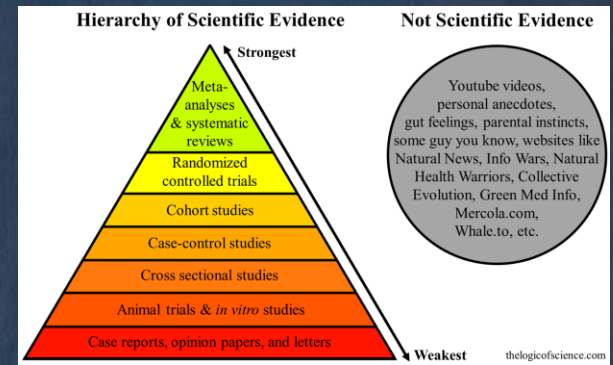 Hierarchy of Scientific Evidence
Strongest
Meta-
analyses
& systematic
reviews
Randomized
controlled trials
Cohort studies
Case-control studies
Cross sectional studies
Animal trials & in vitro studies
Case reports, opinion papers, and letters
Weakest
Not Scientific Evidence
Youtube videos,
personal anecdotes,
gut feelings, parental instincts,
some guy you know, websites like
Natural News, Info Wars, Natural
Health Warriors, Collective
Evolution, Green Med Info,
Mercola.com,
Whale.to, etc.
thelogicofscience.com